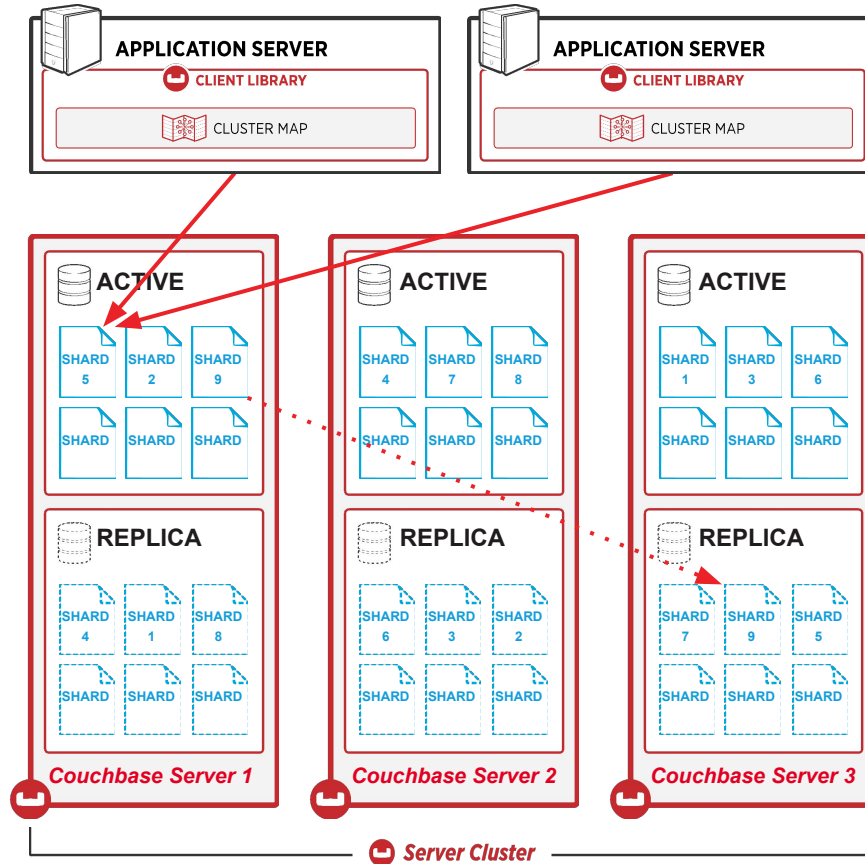 APPLICATION SERVER
CLIENT LIBRARY
CLUSTER MAP
APPLICATION SERVER
CLIENT LIBRARY
CLUSTER MAP
ACTIVE
SHARD 5
SHARD 2
SHARD 9
SHARD
SHARD
SHARD
REPLICA
SHARD 4
SHARD 1
SHARD 8
SHARD
SHARD
SHARD
Couchbase Server 1
ACTIVE
SHARD 4
SHARD 7
SHARD 8
SHARD
SHARD
SHARD
REPLICA
SHARD 6
SHARD 3
SHARD 2
SHARD
SHARD
SHARD
Couchbase Server 2
ACTIVE
SHARD 1
SHARD 3
SHARD 6
SHARD
SHARD
SHARD
REPLICA
SHARD 7
SHARD 9
SHARD 5
SHARD
SHARD
SHARD
Couchbase Server 3
Server Cluster